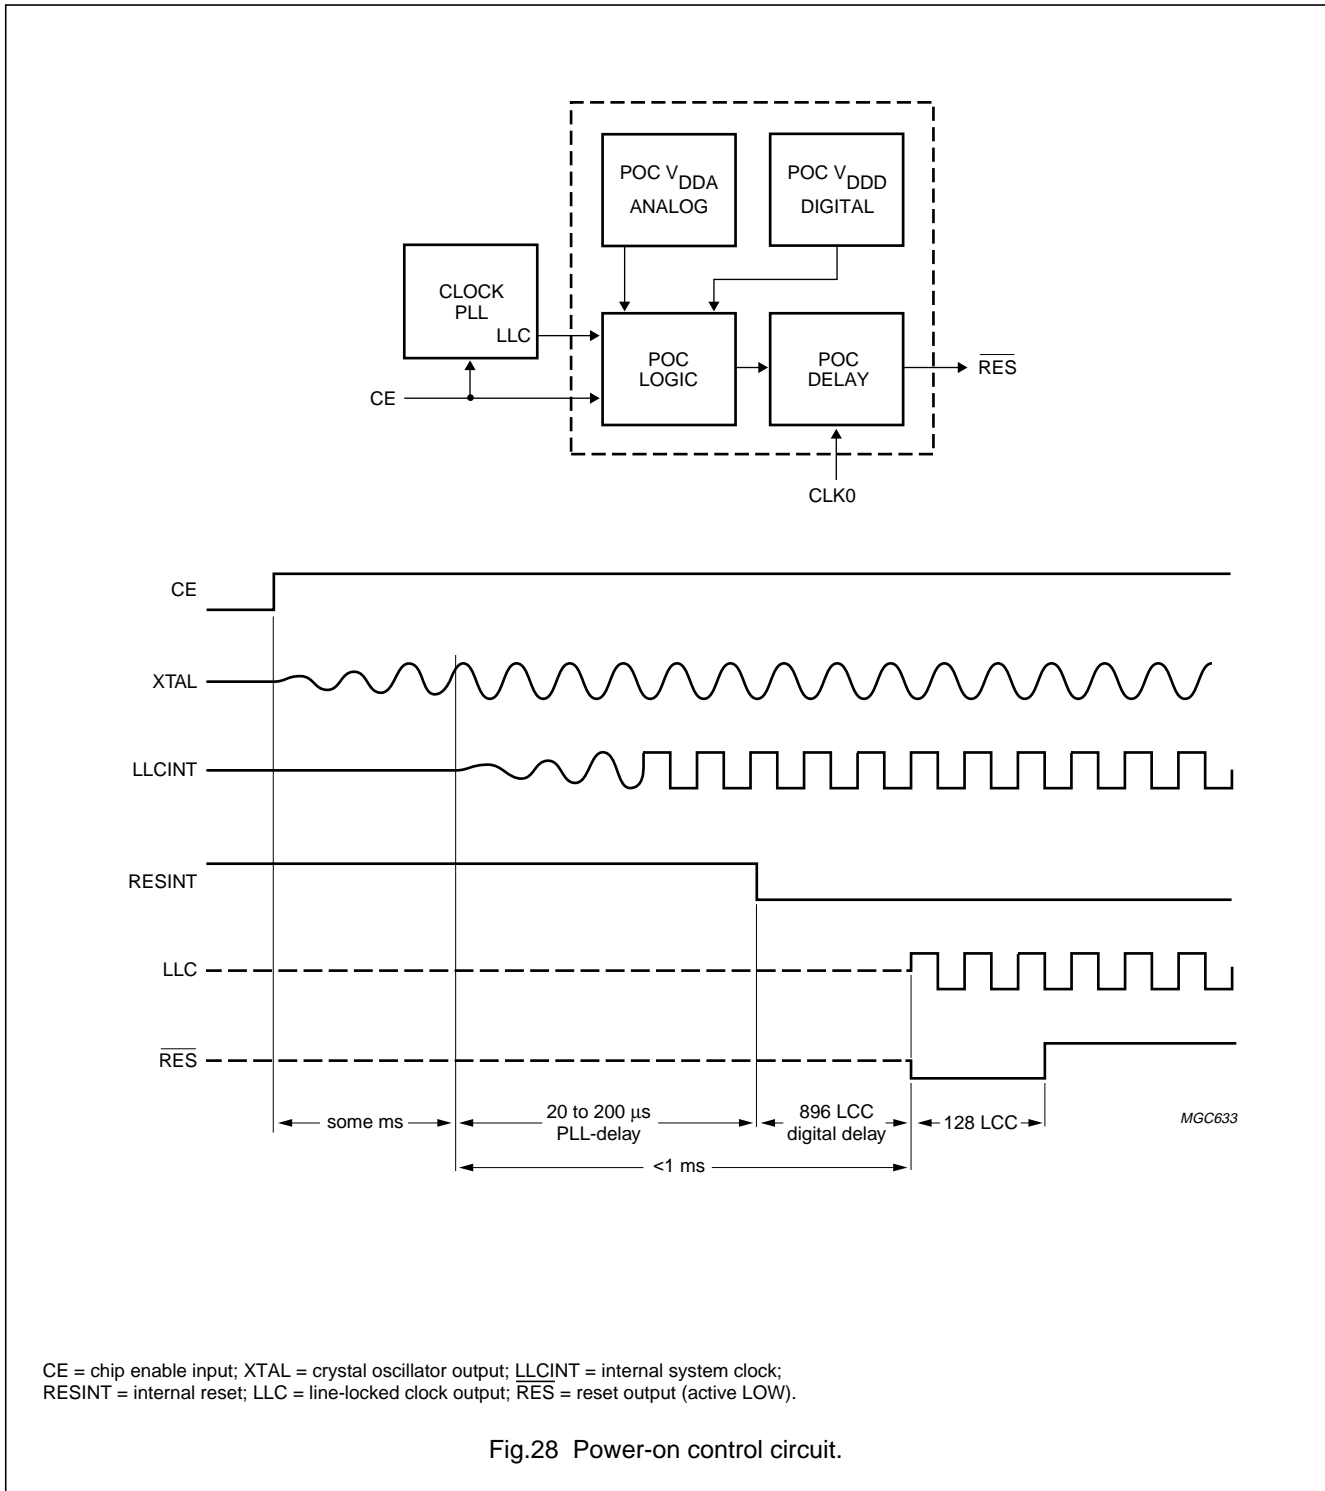 POC VDDA
ANALOG
POC VDDD
DIGITAL
CLOCK
PLL
LLC
POC
LOGIC
POC
DELAY
RES
CE
CLK0
CE
XTAL
LLCINT
RESINT
LLC
RES
some ms
20 to 200 μs
PLL-delay
896 LCC
digital delay
128 LCC
<1 ms
MGC633
CE = chip enable input; XTAL = crystal oscillator output; LLCINT = internal system clock;
RESINT = internal reset; LLC = line-locked clock output; RES = reset output (active LOW).
Fig.28 Power-on control circuit.